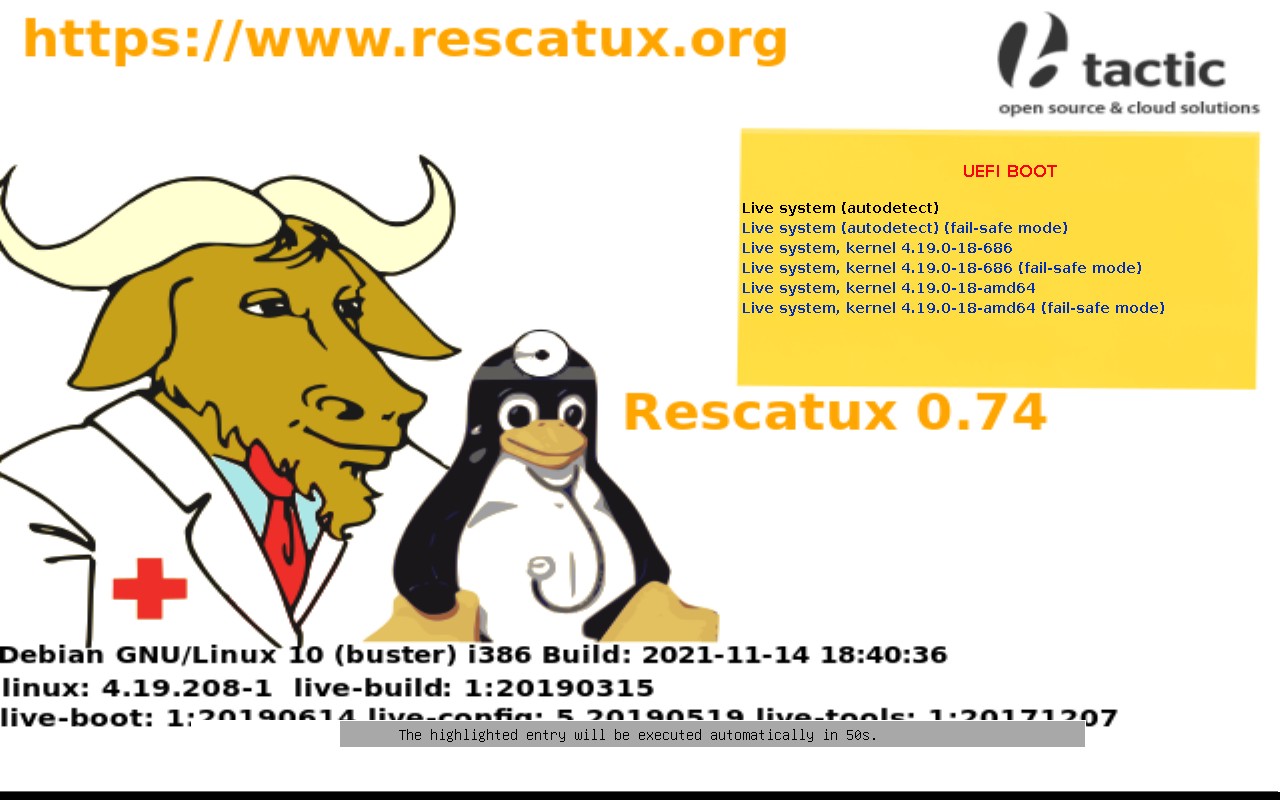 https://www.rescatux.org
tactic
open source & cloud solutions
UEFI BOOT
Live system (autodetect)
Live system (autodetect) (fail-safe mode)
Live system, kernel 4.19.0-18-686
Live system, kernel 4.19.0-18-686 (fail-safe mode)
Live system, kernel 4.19.0-18-amd64
Live system, kernel 4.19.0-18-amd64 (fail-safe mode)
Rescatux 0.74
Debian GNU/Linux 10 (buster) i386 Build: 2021-11-14 18:40:36
linux: 4.19.208-1 live-build: 1:20190315
live-boot: 1:20190614 live-config: 5.20190519 live-tools: 1:20171207
The highlighted entry will be executed automatically in 50s.